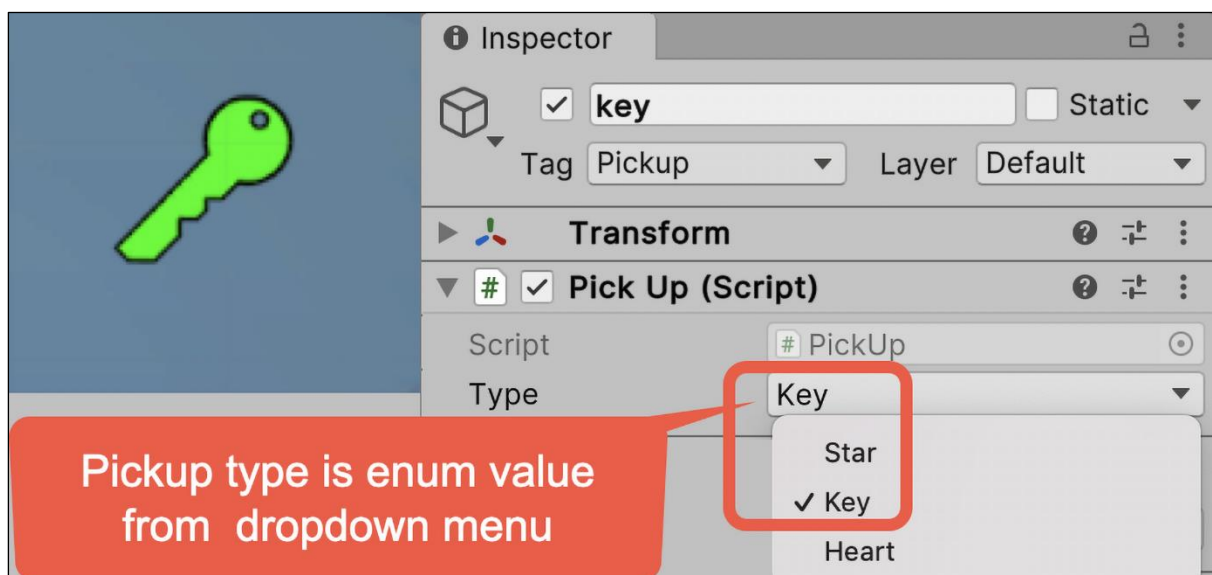 Inspector
key
Static
Tag Pickup Layer Default
Transform
# Pick Up (Script)
Script # PickUp
Type Key
Star
✓ Key
Heart
Pickup type is enum value
from dropdown menu